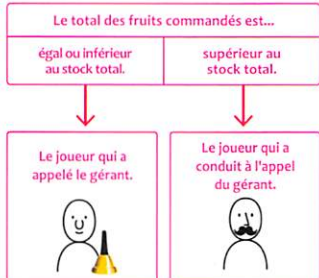 Le total des fruits commandés est...
égal ou inférieur
au stock total.
supérieur au
stock total.
Le joueur qui a
appelé le gérant.
Le joueur qui a
conduit à l'appel
du gérant.